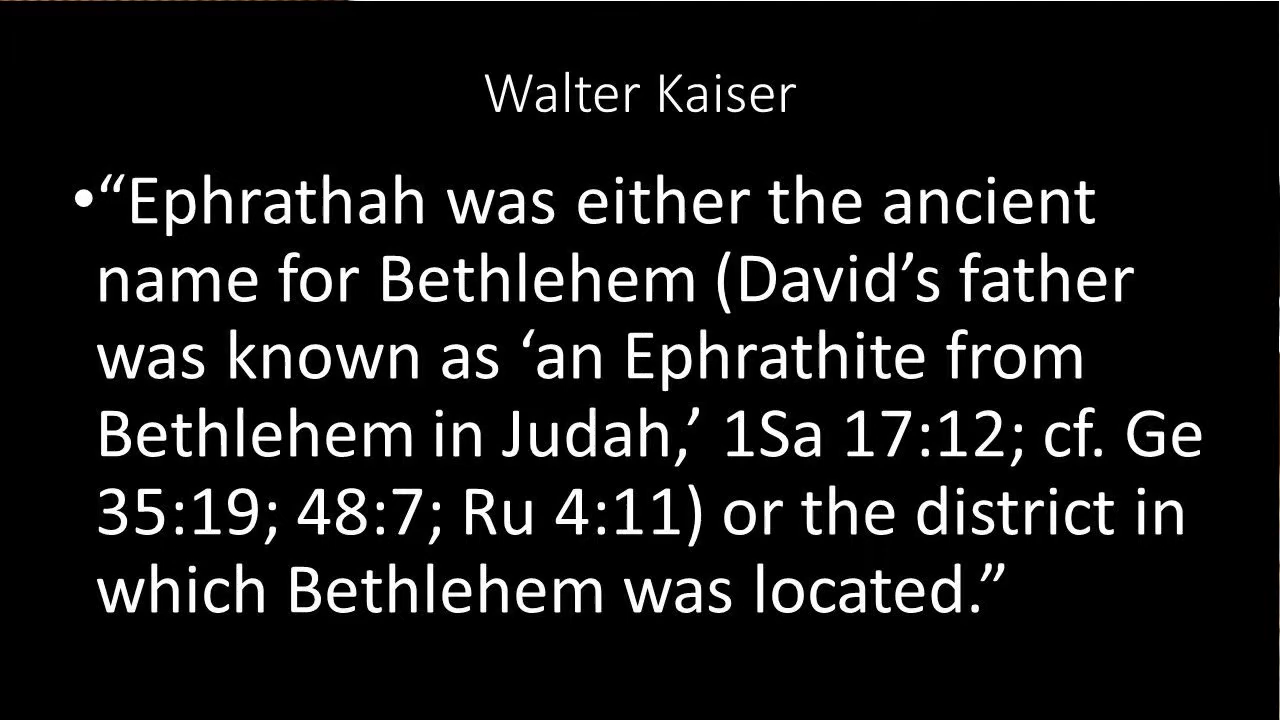 Walter Kaiser
•“Ephrathah was either the ancient
name for Bethlehem (David’s father
was known as ‘an Ephrathite from
Bethlehem in Judah,’ 1Sa 17:12; cf. Ge
35:19; 48:7; Ru 4:11) or the district in
which Bethlehem was located.”